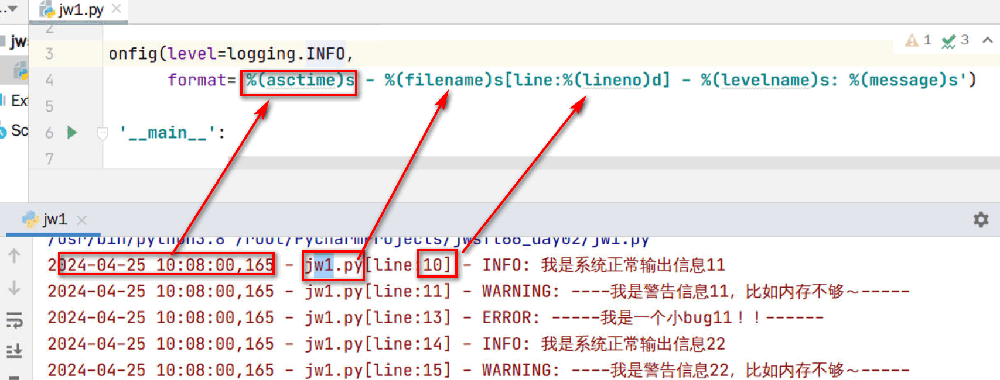 jw1.py
2
jws
3 onfig(level=logging.INFO,
1 3
4 format= %(asctime)s - %(filename)s[line:%(lineno)d] - %(levelname)s: %(message)s')
Ext
5
Sc
6 '__main__':
7
jw1
/usr/bin/python3.8 /root/PycharmProjects/jwsft66_day02/jw1.py
2024-04-25 10:08:00,165 - jw1.py[line:10] - INFO: 我是系统正常输出信息11
2024-04-25 10:08:00,165 - jw1.py[line:11] - WARNING: ----我是警告信息11, 比如内存不够~-----
2024-04-25 10:08:00,165 - jw1.py[line:13] - ERROR: -----我是一个小bug11！！------
2024-04-25 10:08:00,165 - jw1.py[line:14] - INFO: 我是系统正常输出信息22
2024-04-25 10:08:00,165 - jw1.py[line:15] - WARNING: ----我是警告信息22, 比如内存不够~-----